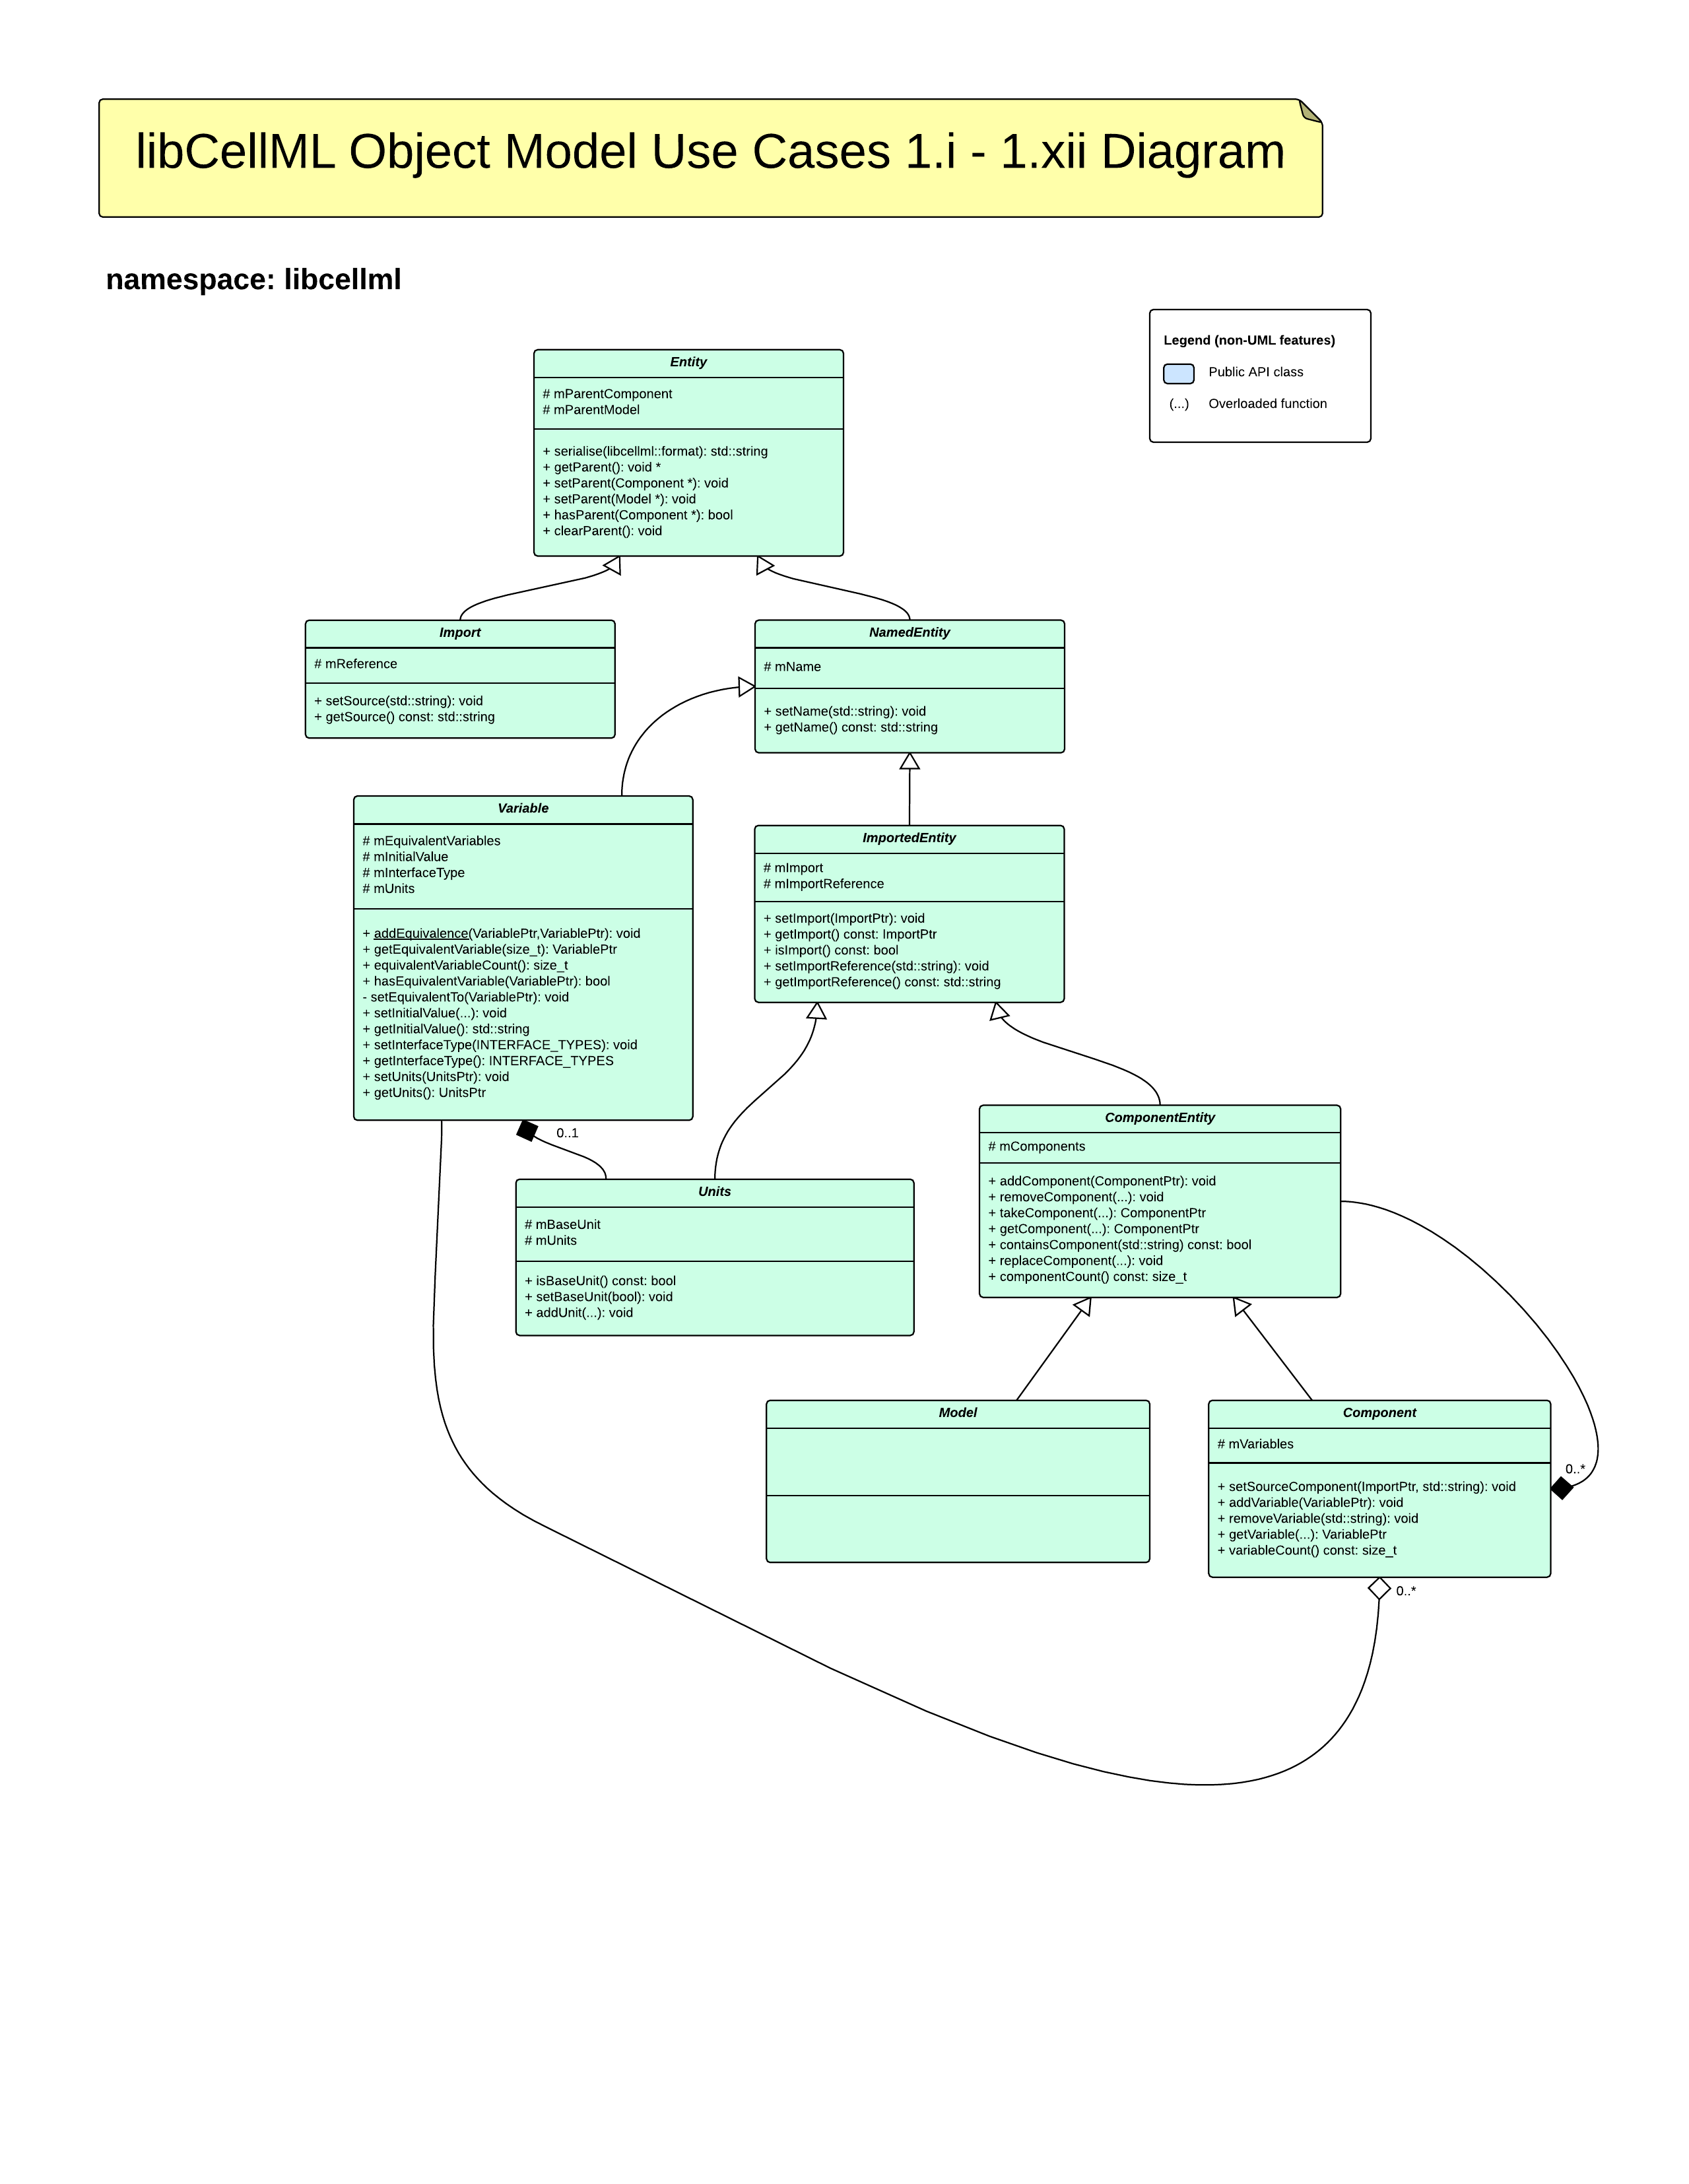 libCellML Object Model Use Cases 1.i - 1.xii Diagram
namespace: libcellml
Legend (non-UML features)
Public API class
(...) Overloaded function
Entity
# mParentComponent
# mParentModel
+ serialise(libcellml::format): std::string
+ getParent(): void *
+ setParent(Component *): void
+ setParent(Model *): void
+ hasParent(Component *): bool
+ clearParent(): void
Import
# mReference
+ setSource(std::string): void
+ getSource() const: std::string
NamedEntity
# mName
+ setName(std::string): void
+ getName() const: std::string
Variable
# mEquivalentVariables
# mInitialValue
# mInterfaceType
# mUnits
+ addEquivalence(VariablePtr,VariablePtr): void
+ getEquivalentVariable(size_t): VariablePtr
+ equivalentVariableCount(): size_t
+ hasEquivalentVariable(VariablePtr): bool
- setEquivalentTo(VariablePtr): void
+ setInitialValue(...): void
+ getInitialValue(): std::string
+ setInterfaceType(INTERFACE_TYPES): void
+ getInterfaceType(): INTERFACE_TYPES
+ setUnits(UnitsPtr): void
+ getUnits(): UnitsPtr
0..1
ImportedEntity
# mImport
# mImportReference
+ setImport(ImportPtr): void
+ getImport() const: ImportPtr
+ isImport() const: bool
+ setImportReference(std::string): void
+ getImportReference() const: std::string
Units
# mBaseUnit
# mUnits
+ isBaseUnit() const: bool
+ setBaseUnit(bool): void
+ addUnit(...): void
ComponentEntity
# mComponents
+ addComponent(ComponentPtr): void
+ removeComponent(...): void
+ takeComponent(...): ComponentPtr
+ getComponent(...): ComponentPtr
+ containsComponent(std::string) const: bool
+ replaceComponent(...): void
+ componentCount() const: size_t
Model
Component
# mVariables
+ setSourceComponent(ImportPtr, std::string): void
+ addVariable(VariablePtr): void
+ removeVariable(std::string): void
+ getVariable(...): VariablePtr
+ variableCount() const: size_t
0..*
0..*